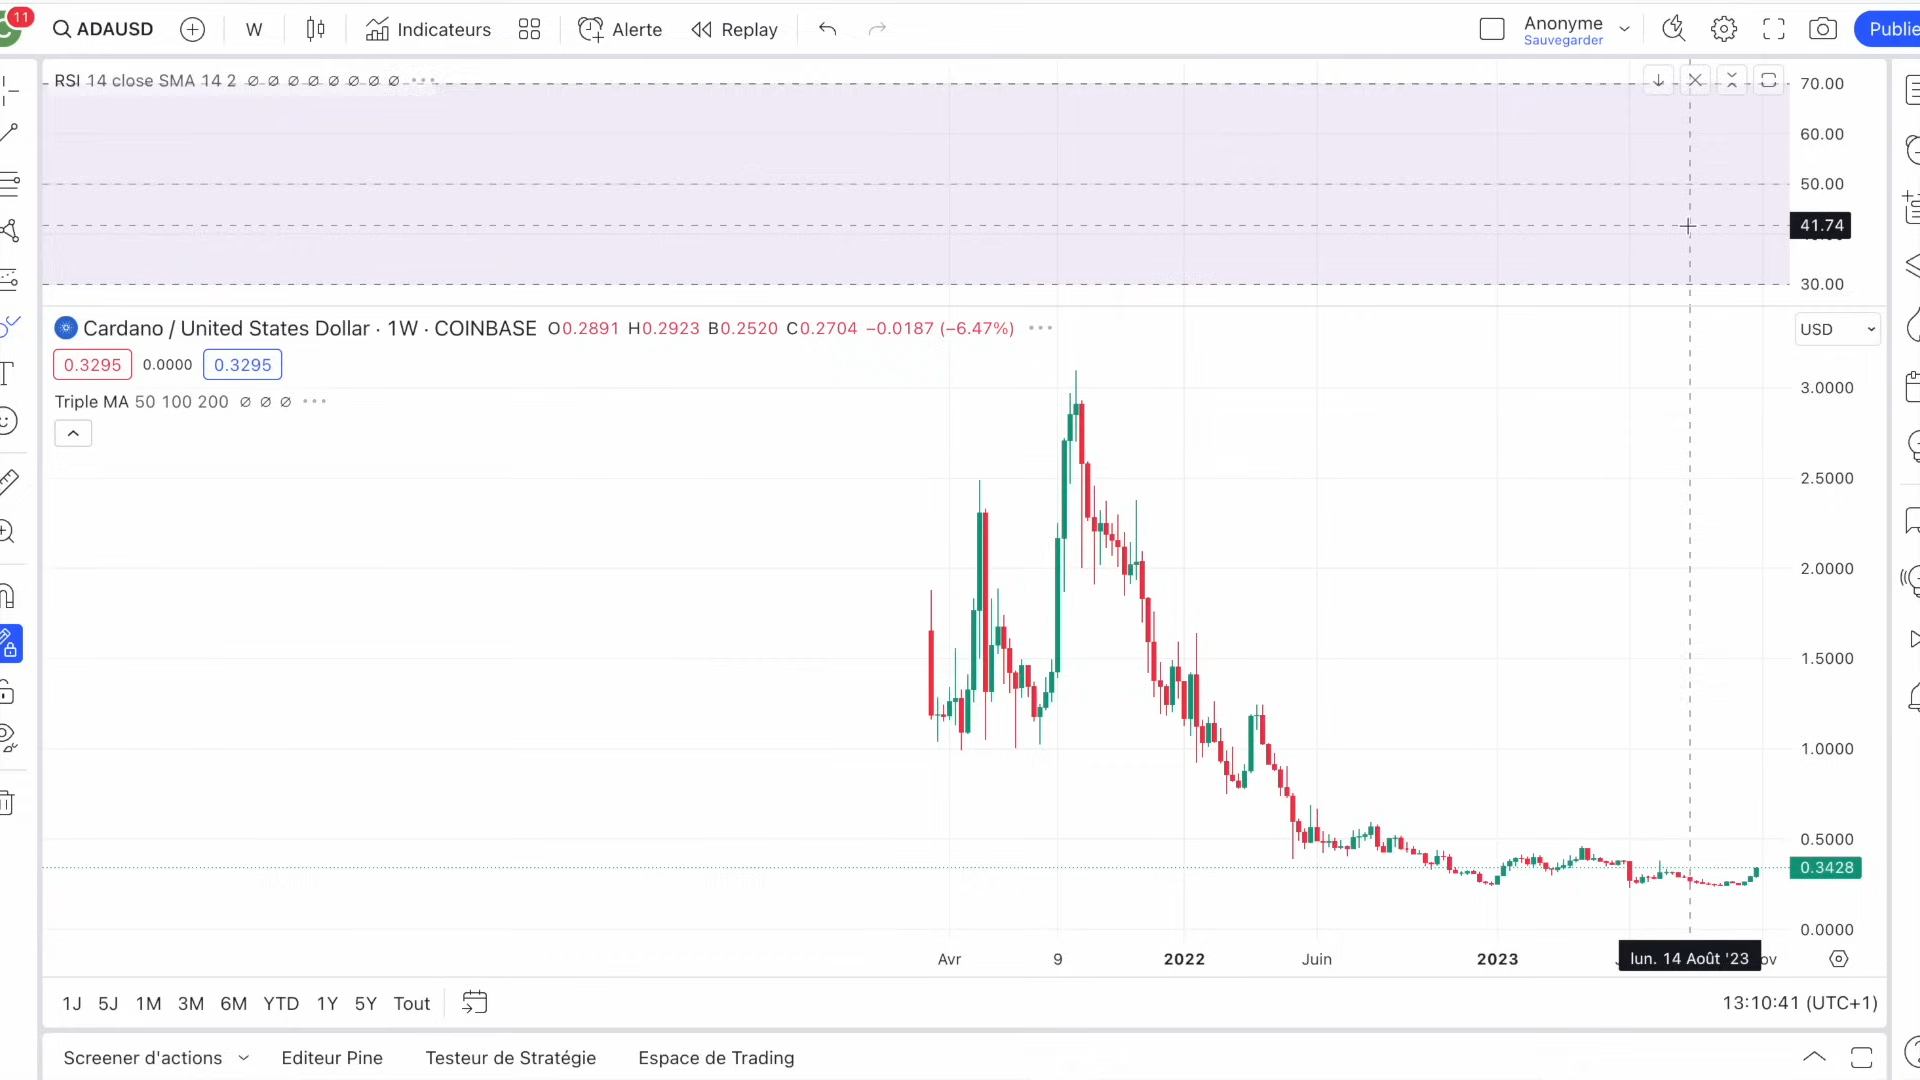 11
ADAUSD
W
Indicateurs
Alerte
Replay
Anonyme
Sauvegarder
Publie
RSI 14 close SMA 14 2 ∅ ∅ ∅ ∅ ∅ ∅ ∅ ∅
70.00
60.00
50.00
41.74
30.00
Cardano / United States Dollar · 1W · COINBASE O0.2891 H0.2923 B0.2520 C0.2704 −0.0187 (−6.47%)
USD
0.3295 0.0000 0.3295
Triple MA 50 100 200 ∅ ∅ ∅
3.0000
2.5000
2.0000
1.5000
1.0000
0.5000
0.3428
0.0000
Avr 9 2022 Juin 2023 lun. 14 Août '23 ov
1J 5J 1M 3M 6M YTD 1Y 5Y Tout
13:10:41 (UTC+1)
Screener d'actions Editeur Pine Testeur de Stratégie Espace de Trading